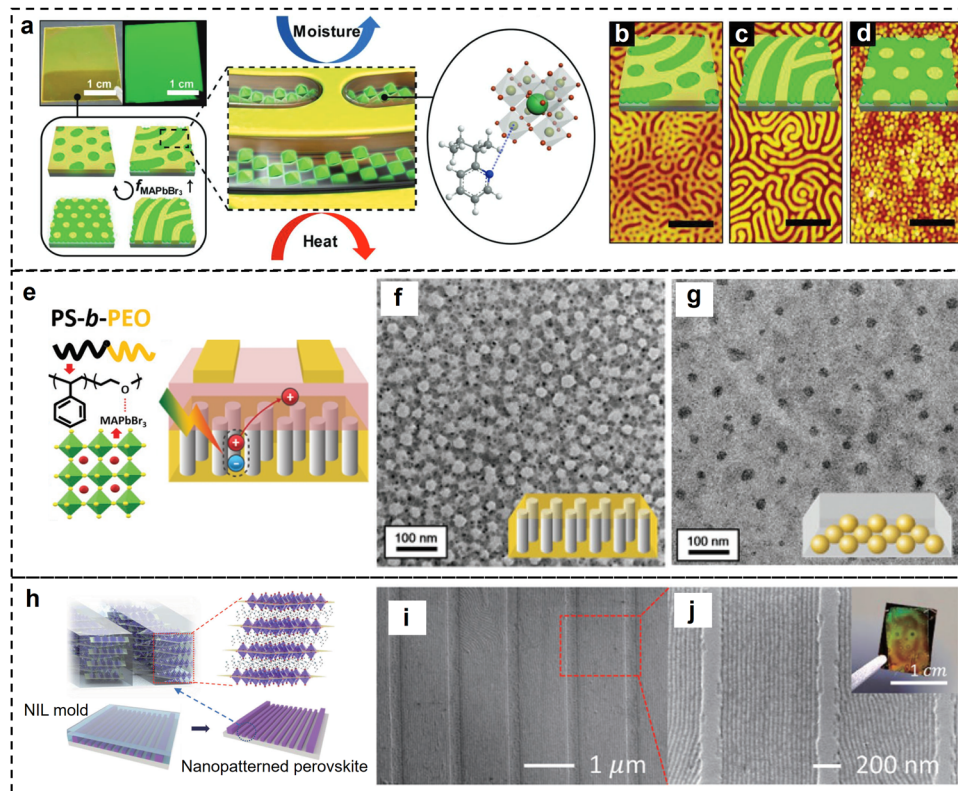 a
1 cm
1 cm
Moisture
fMAPbBr3 ↑
Heat
b
c
d
e
PS-b-PEO
O
MAPbBr3
+
+
−
f
100 nm
g
100 nm
h
NIL mold
Nanopatterned perovskite
i
1 μm
j
1 cm
200 nm